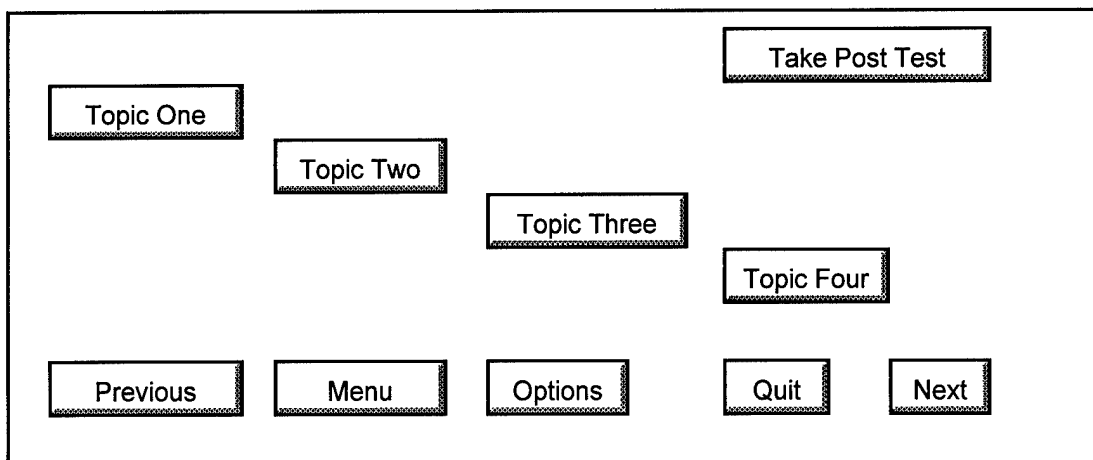 Take Post Test
Topic One
Topic Two
Topic Three
Topic Four
Previous
Menu
Options
Quit
Next